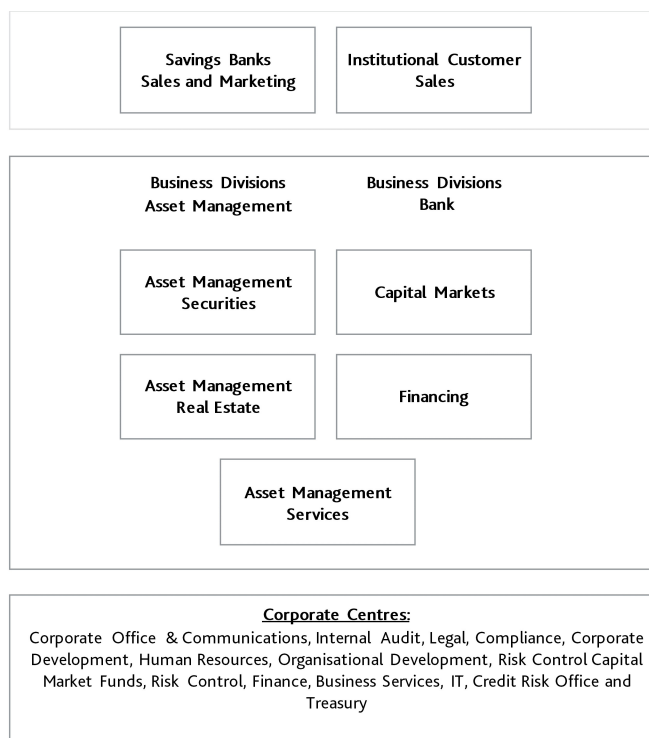 Savings Banks
Sales and Marketing
Institutional Customer
Sales
Business Divisions
Asset Management
Business Divisions
Bank
Asset Management
Securities
Capital Markets
Asset Management
Real Estate
Financing
Asset Management
Services
Corporate Centres:
Corporate Office & Communications, Internal Audit, Legal, Compliance, Corporate
Development, Human Resources, Organisational Development, Risk Control Capital
Market Funds, Risk Control, Finance, Business Services, IT, Credit Risk Office and
Treasury